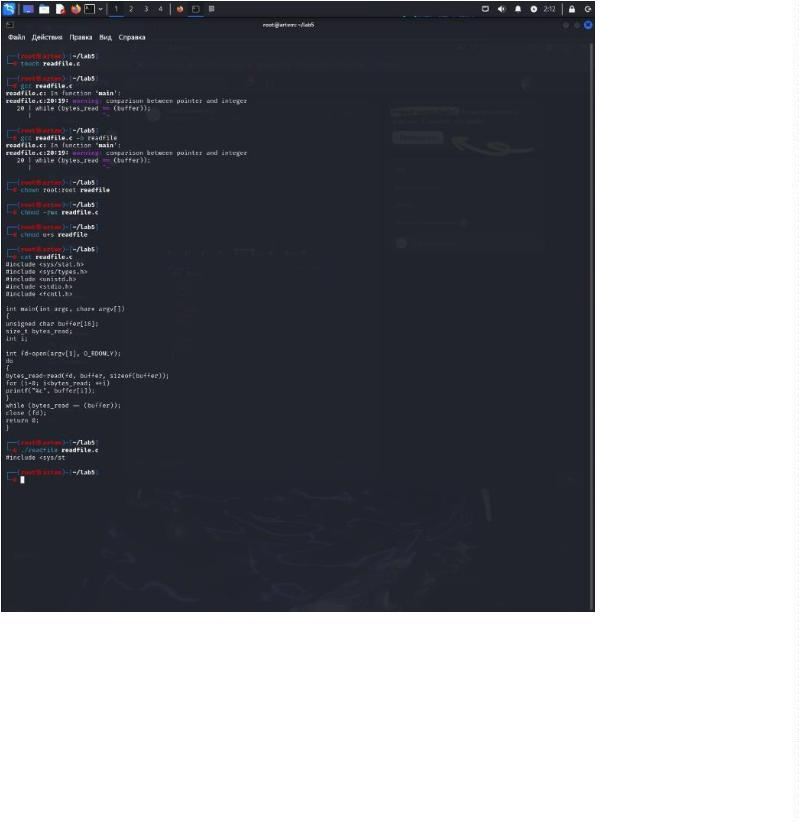 1 2 3 4
2:12
root@artem: ~/lab5
Файл Действия Правка Вид Справка
┌──(root㉿artem)-[~/lab5]
└─# touch readfile.c
┌──(root㉿artem)-[~/lab5]
└─# gcc readfile.c
readfile.c: In function 'main':
readfile.c:20:19: warning: comparison between pointer and integer
20 | while (bytes_read == (buffer));
| ^~
┌──(root㉿artem)-[~/lab5]
└─# gcc readfile.c -o readfile
readfile.c: In function 'main':
readfile.c:20:19: warning: comparison between pointer and integer
20 | while (bytes_read == (buffer));
| ^~
┌──(root㉿artem)-[~/lab5]
└─# chown root:root readfile
┌──(root㉿artem)-[~/lab5]
└─# chmod -rwx readfile.c
┌──(root㉿artem)-[~/lab5]
└─# chmod u+s readfile
┌──(root㉿artem)-[~/lab5]
└─# cat readfile.c
#include <sys/stat.h>
#include <sys/types.h>
#include <unistd.h>
#include <stdio.h>
#include <fcntl.h>
int main(int argc, char* argv[])
{
unsigned char buffer[16];
size_t bytes_read;
int i;
int fd=open(argv[1], O_RDONLY);
do
{
bytes_read=read(fd, buffer, sizeof(buffer));
for (i=0; i<bytes_read; ++i)
printf("%c", buffer[i]);
}
while (bytes_read == (buffer));
close (fd);
return 0;
}
┌──(root㉿artem)-[~/lab5]
└─# ./readfile readfile.c
#include <sys/st
┌──(root㉿artem)-[~/lab5]
└─#